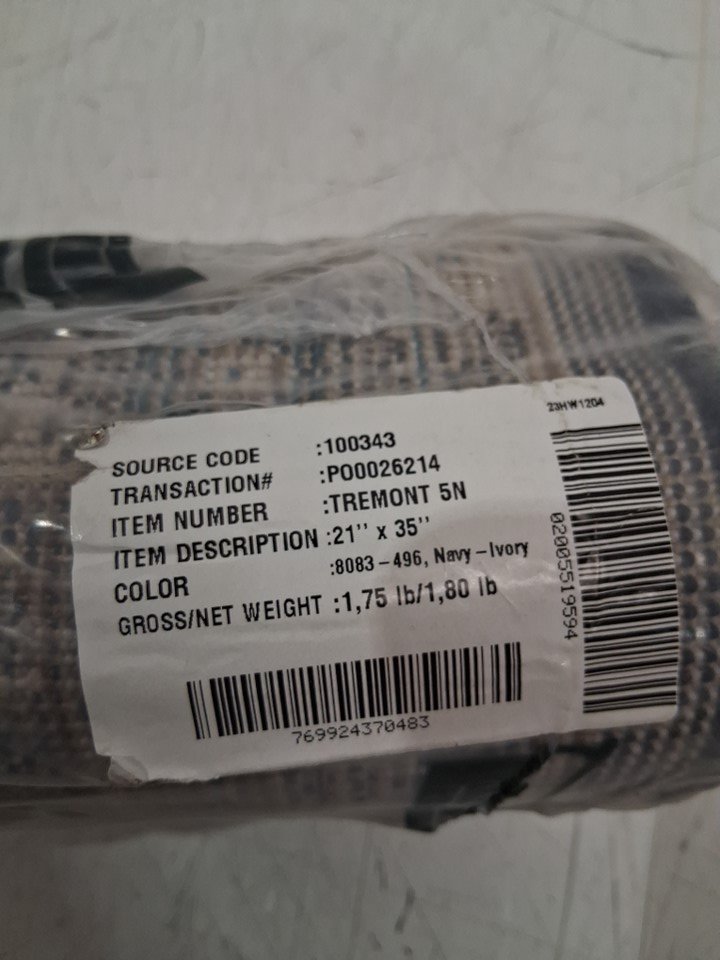 23HW1204
SOURCE CODE :100343
TRANSACTION# :PO0026214
ITEM NUMBER :TREMONT 5N
ITEM DESCRIPTION :21" x 35"
COLOR :8083-496, Navy-Ivory
GROSS/NET WEIGHT :1,75 lb/1,80 lb
769924370483
02005519594